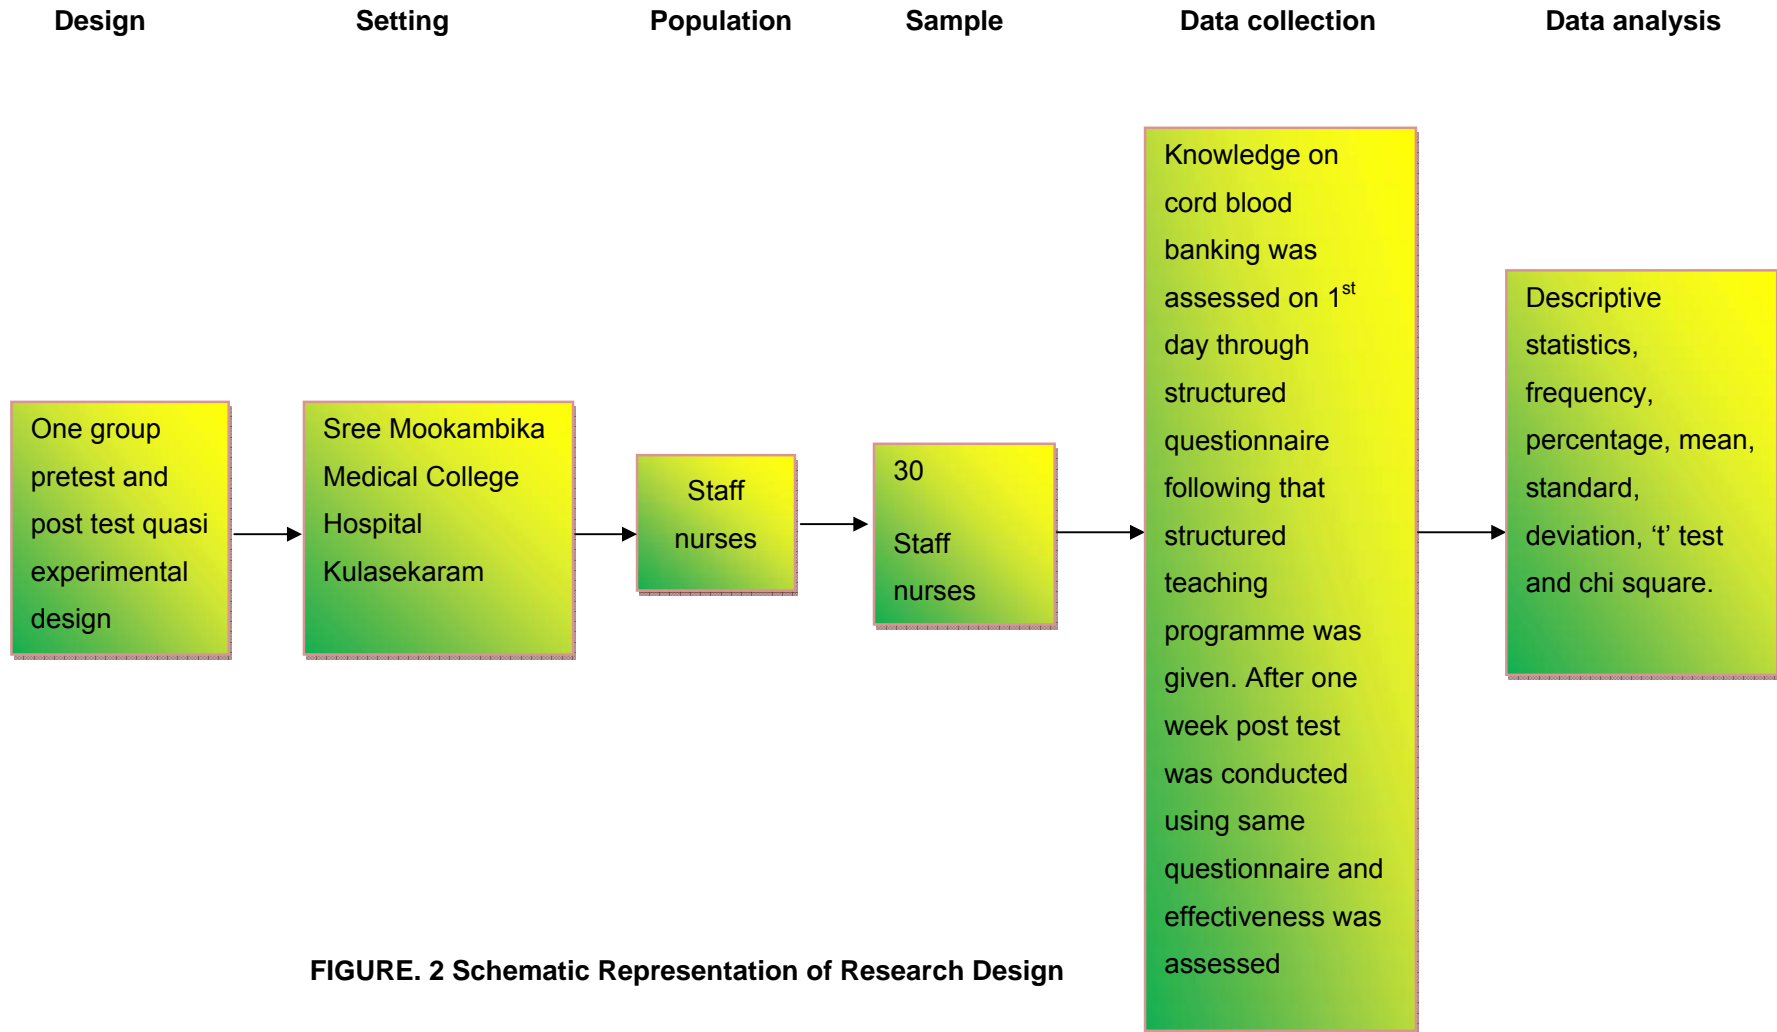 Design
Setting
Population
Sample
Data collection
Data analysis
One group
pretest and
post test quasi
experimental
design
Sree Mookambika
Medical College
Hospital
Kulasekaram
Staff
nurses
30
Staff
nurses
Knowledge on
cord blood
banking was
assessed on 1st
day through
structured
questionnaire
following that
structured
teaching
programme was
given. After one
week post test
was conducted
using same
questionnaire and
effectiveness was
assessed
Descriptive
statistics,
frequency,
percentage, mean,
standard,
deviation, ‘t’ test
and chi square.
FIGURE. 2 Schematic Representation of Research Design